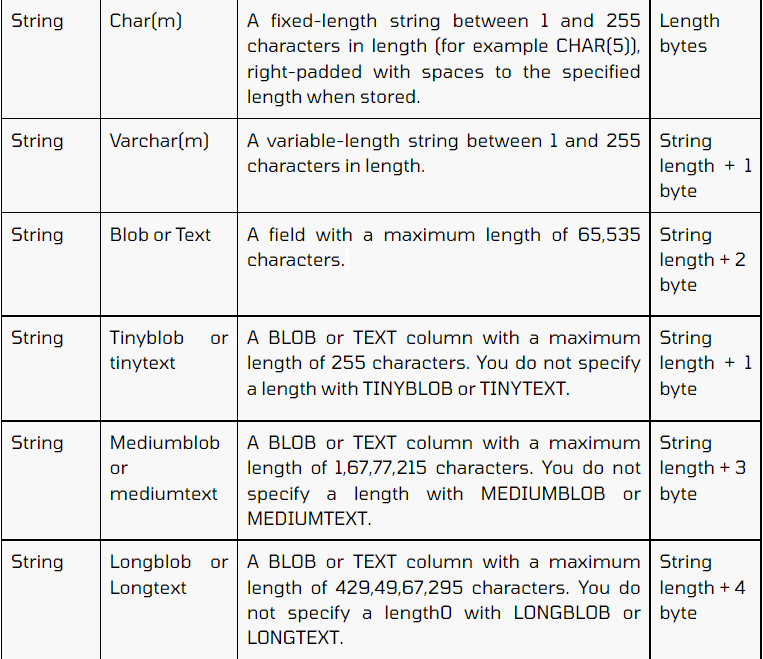 String Char(m) A fixed-length string between 1 and 255 Length
characters in length (for example CHAR(5)), bytes
right-padded with spaces to the specified
length when stored.
String Varchar(m) A variable-length string between 1 and 255 String
characters in length. length + 1
byte
String Blob or Text A field with a maximum length of 65,535 String
characters. length + 2
byte
String Tinyblob or A BLOB or TEXT column with a maximum String
tinytext length of 255 characters. You do not specify length + 1
a length with TINYBLOB or TINYTEXT. byte
String Mediumblob A BLOB or TEXT column with a maximum String
or length of 1,67,77,215 characters. You do not length + 3
mediumtext specify a length with MEDIUMBLOB or byte
MEDIUMTEXT.
String Longblob or A BLOB or TEXT column with a maximum String
Longtext length of 429,49,67,295 characters. You do length + 4
not specify a length0 with LONGBLOB or byte
LONGTEXT.